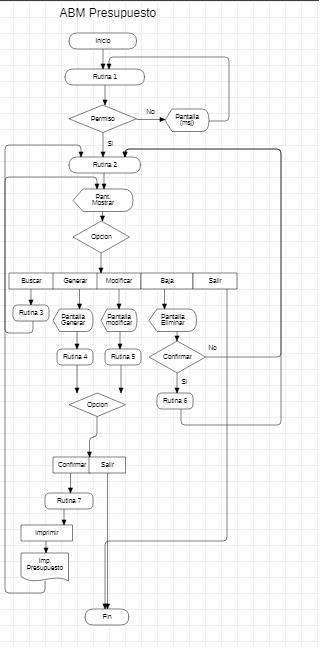 ABM Presupuesto
Inicio
Rutina 1
Permiso
No
Pantalla
(msj)
Si
Rutina 2
Pant.
Mostrar
Opcion
Buscar
Generar
Modificar
Baja
Salir
Rutina 3
Pantalla
Generar
Pantalla
modificar
Pantalla
Eliminar
Rutina 4
Rutina 5
Confirmar
No
Si
Opcion
Rutina 6
Confirmar
Salir
Rutina 7
Imprimir
Imp.
Presupuesto
Fin